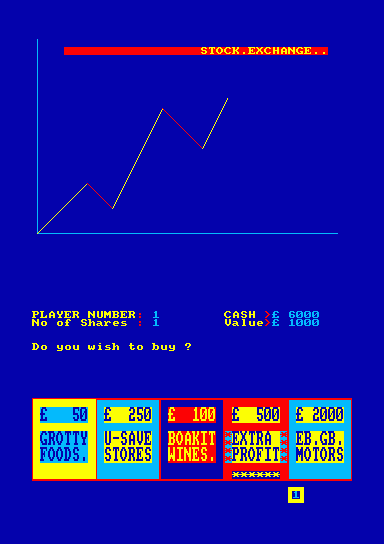 STOCK.EXCHANGE..
PLAYER NUMBER: 1 CASH >£ 6000
No of Shares : 1 Value>£ 1000
Do you wish to buy ?
£ 50 £ 250 £ 100 £ 500 £ 2000
GROTTY U-SAVE BOAKIT *EXTRA * EB.GB.
FOODS. STORES WINES. *PROFIT* MOTORS
******